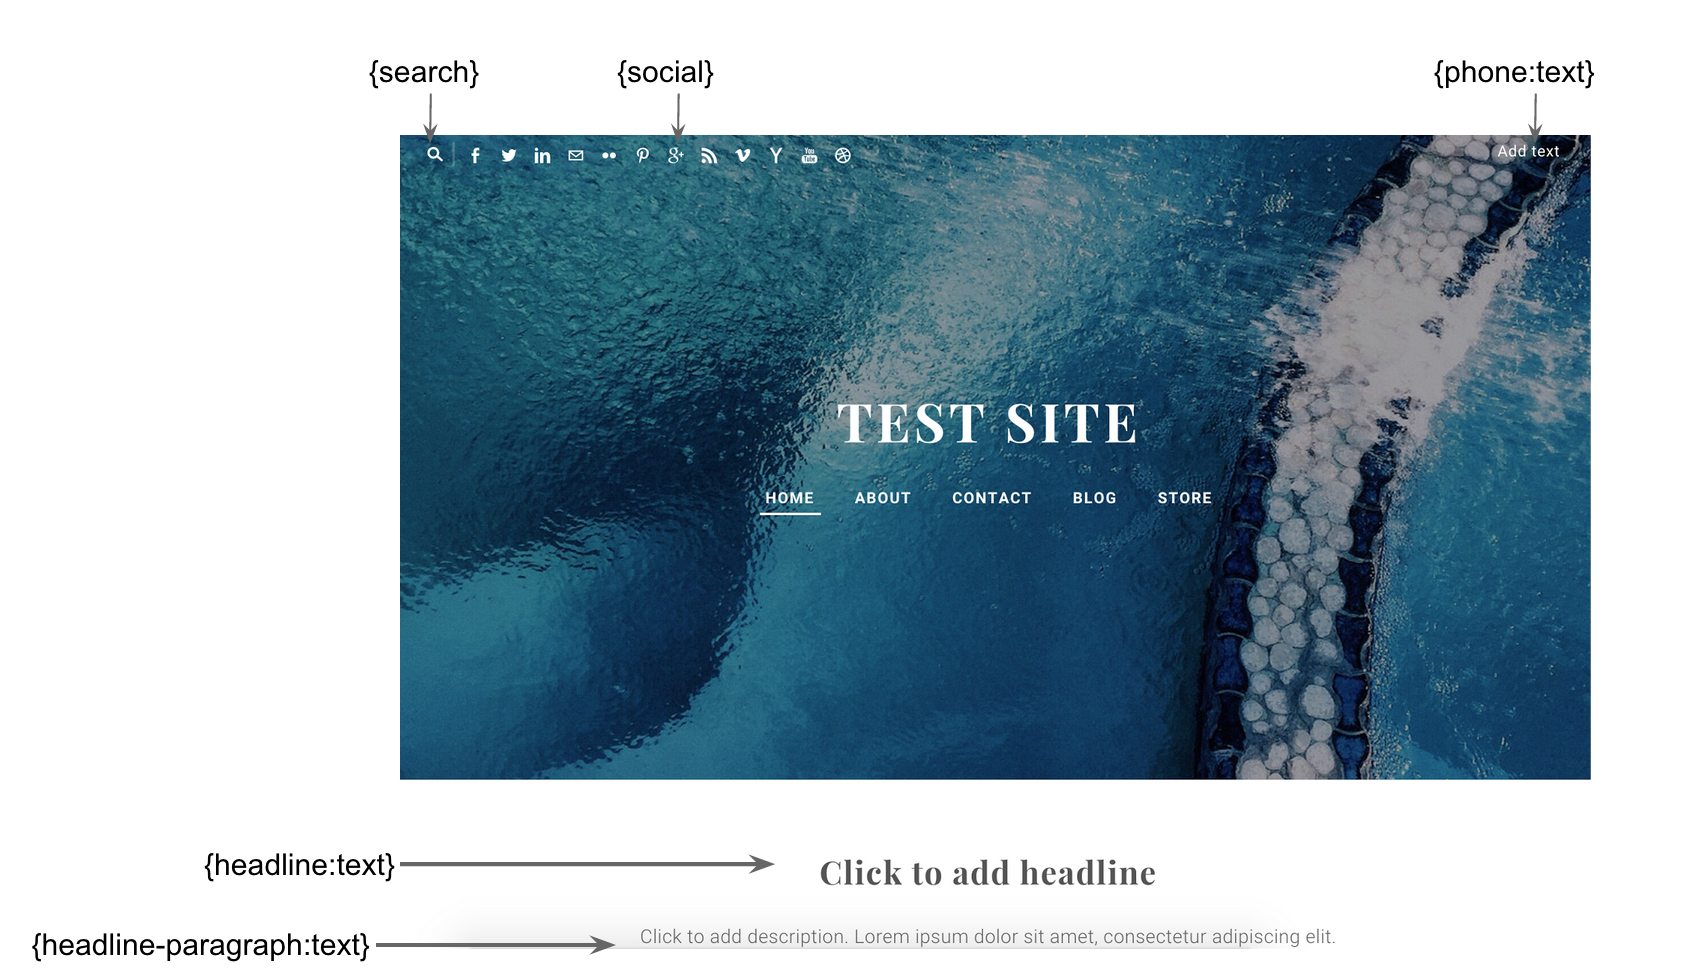 {search} {social} {phone:text}
Add text
TEST SITE
HOME ABOUT CONTACT BLOG STORE
{headline:text} Click to add headline
{headline-paragraph:text} Click to add description. Lorem ipsum dolor sit amet, consectetur adipiscing elit.